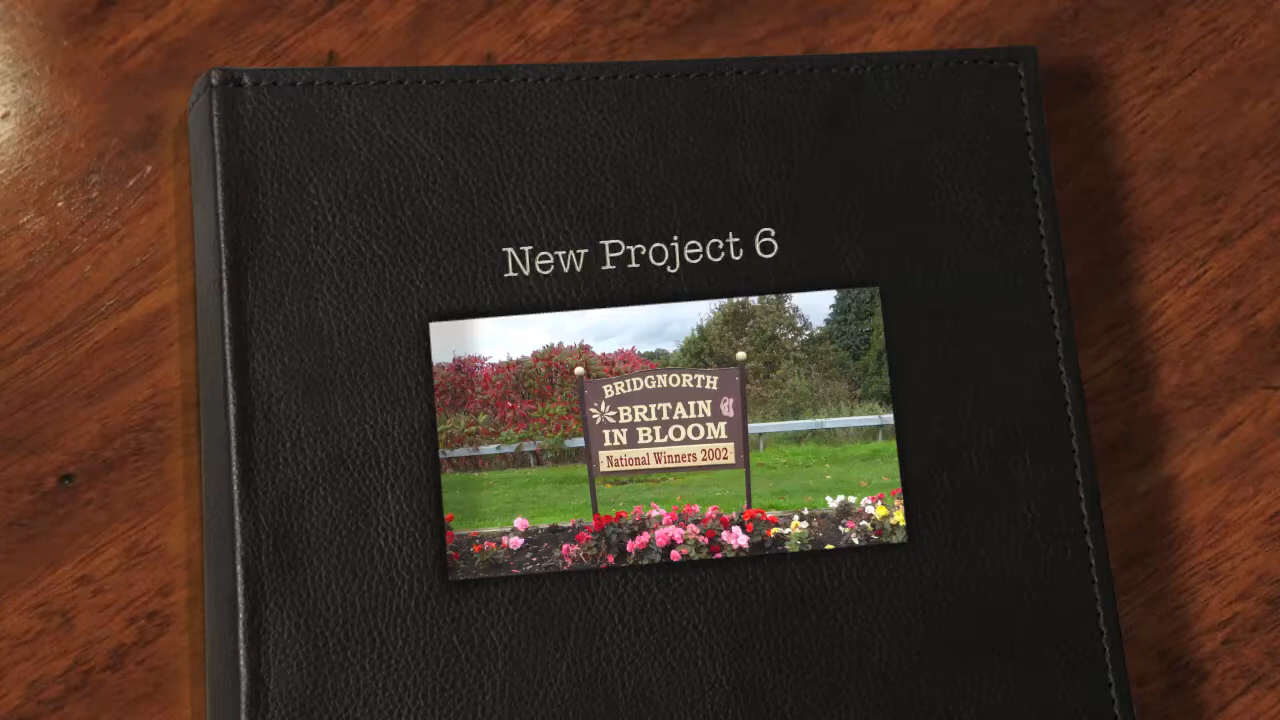 New Project 6
BRIDGNORTH
BRITAIN
IN BLOOM
· National Winners 2002 ·